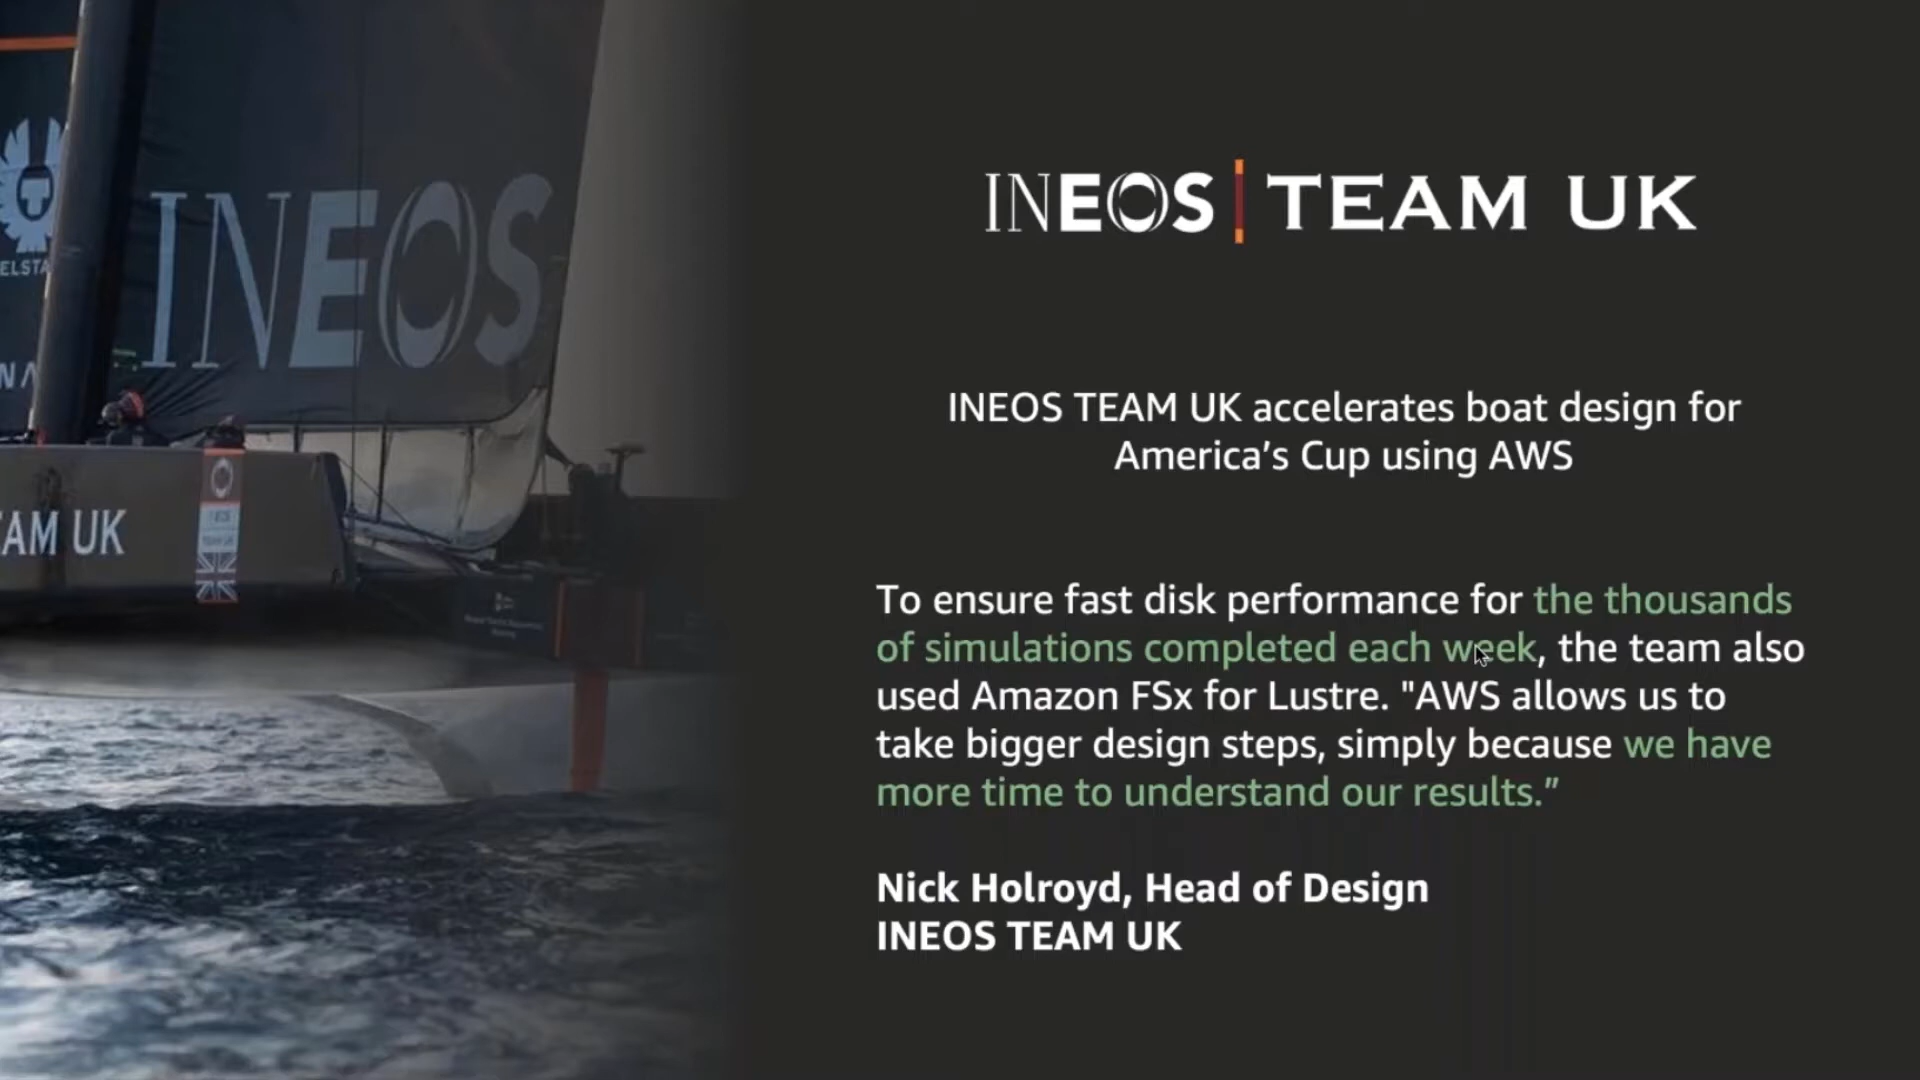 INEOS
AM UK
INEOS | TEAM UK
INEOS TEAM UK accelerates boat design for
America’s Cup using AWS
To ensure fast disk performance for the thousands
of simulations completed each week, the team also
used Amazon FSx for Lustre. "AWS allows us to
take bigger design steps, simply because we have
more time to understand our results.”
Nick Holroyd, Head of Design
INEOS TEAM UK